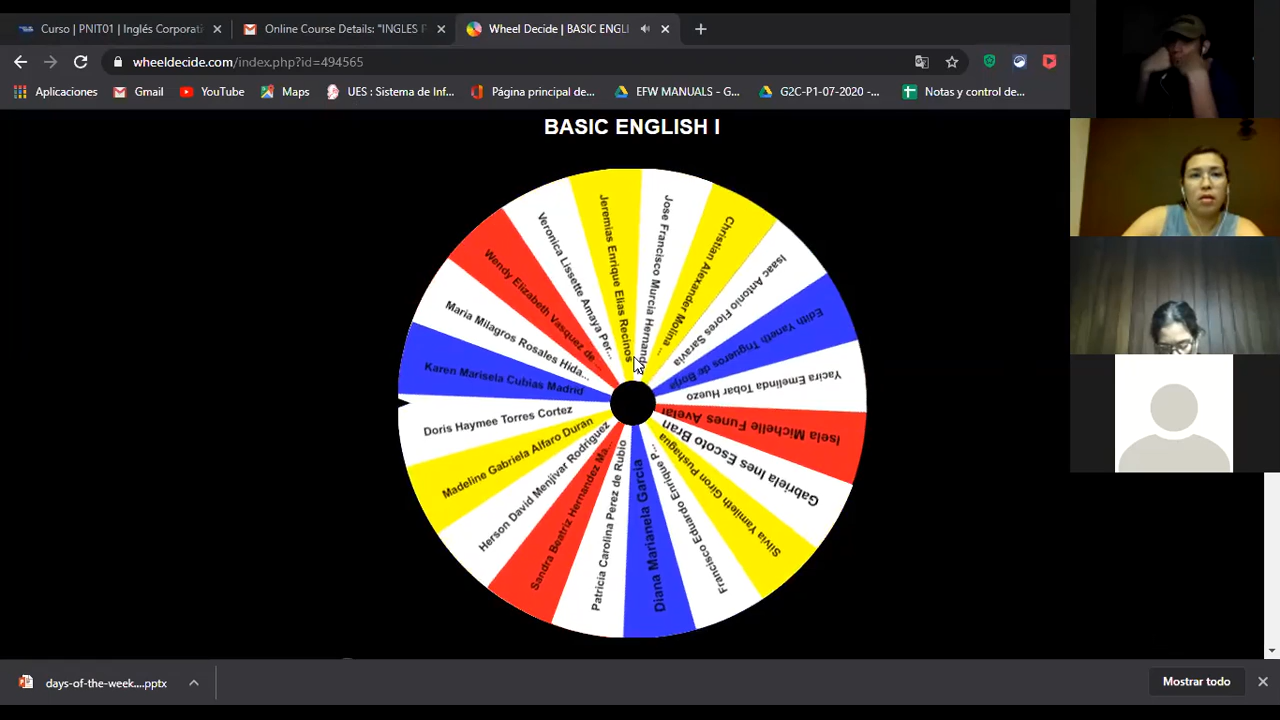 Curso | PNIT01 | Inglés Corporati
Online Course Details: "INGLES F
Wheel Decide | BASIC ENGLI
wheeldecide.com/index.php?id=494565
Aplicaciones
Gmail
YouTube
Maps
UES : Sistema de Inf...
Página principal de...
EFW MANUALS - G...
G2C-P1-07-2020 -...
Notas y control de...
BASIC ENGLISH I
Jeremias Enrique Elias Recinos
Jose Francisco Murcia Hernand
Christian Alexander Molina ...
Isaac Antonio Flores Saravia
Edith Yaneth Trigueros de Borja
Yacira Emelinda Tobar Huezo
Isela Michelle Funes Avelar
Gabriela Ines Escoto Bran
Silvia Yamileth Giron Pushagua
Francisco Eduardo Enrique P...
Diana Marianela Garcia
Patricia Carolina Perez de Rubio
Sandra Beatriz Hernandez Ma...
Herson David Menjivar Rodriguez
Madeline Gabriela Alfaro Duran
Doris Haymee Torres Cortez
Karen Marisela Cubias Madrid
Maria Milagros Rosales Hida...
Wendy Elizabeth Vasquez de ...
Veronica Lissette Amaya Per...
days-of-the-week....pptx
Mostrar todo